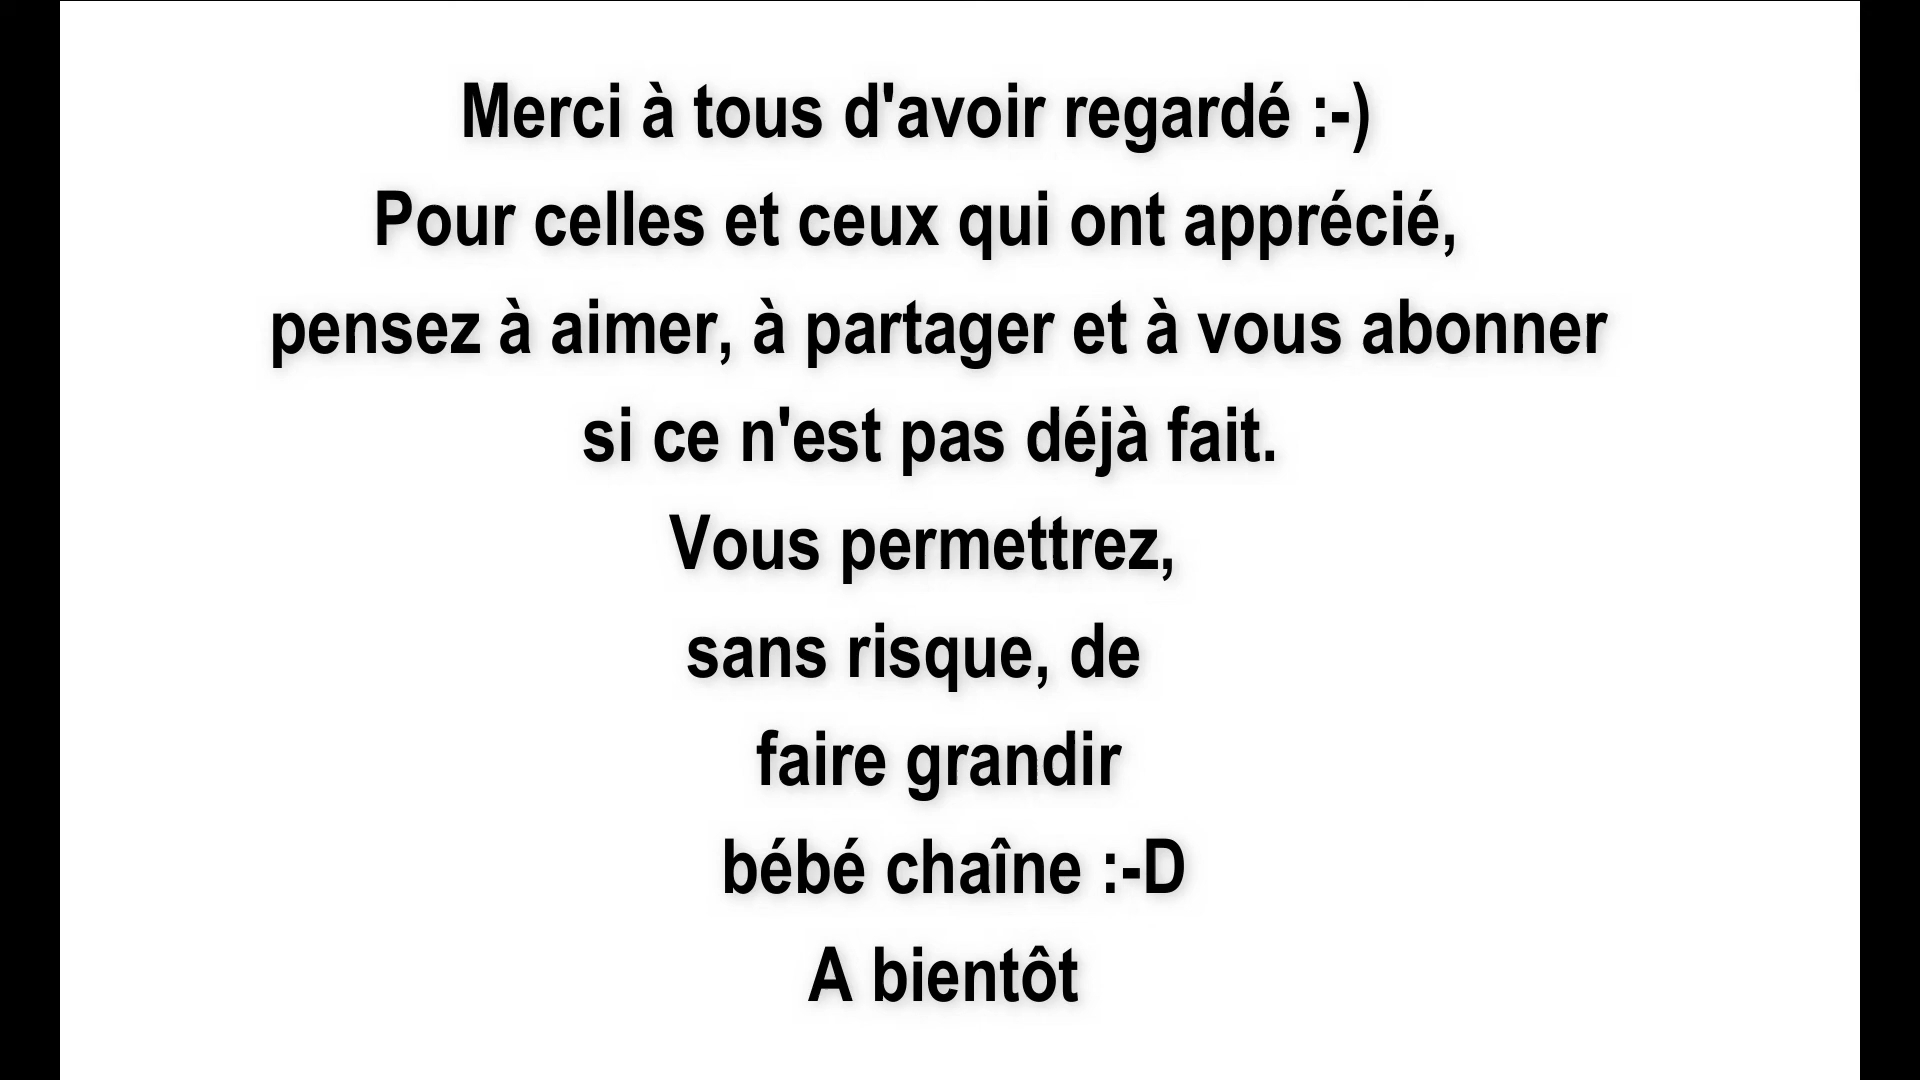 Merci à tous d'avoir regardé :-)
Pour celles et ceux qui ont apprécié,
pensez à aimer, à partager et à vous abonner
si ce n'est pas déjà fait.
Vous permettrez,
sans risque, de
faire grandir
bébé chaîne :-D
A bientôt